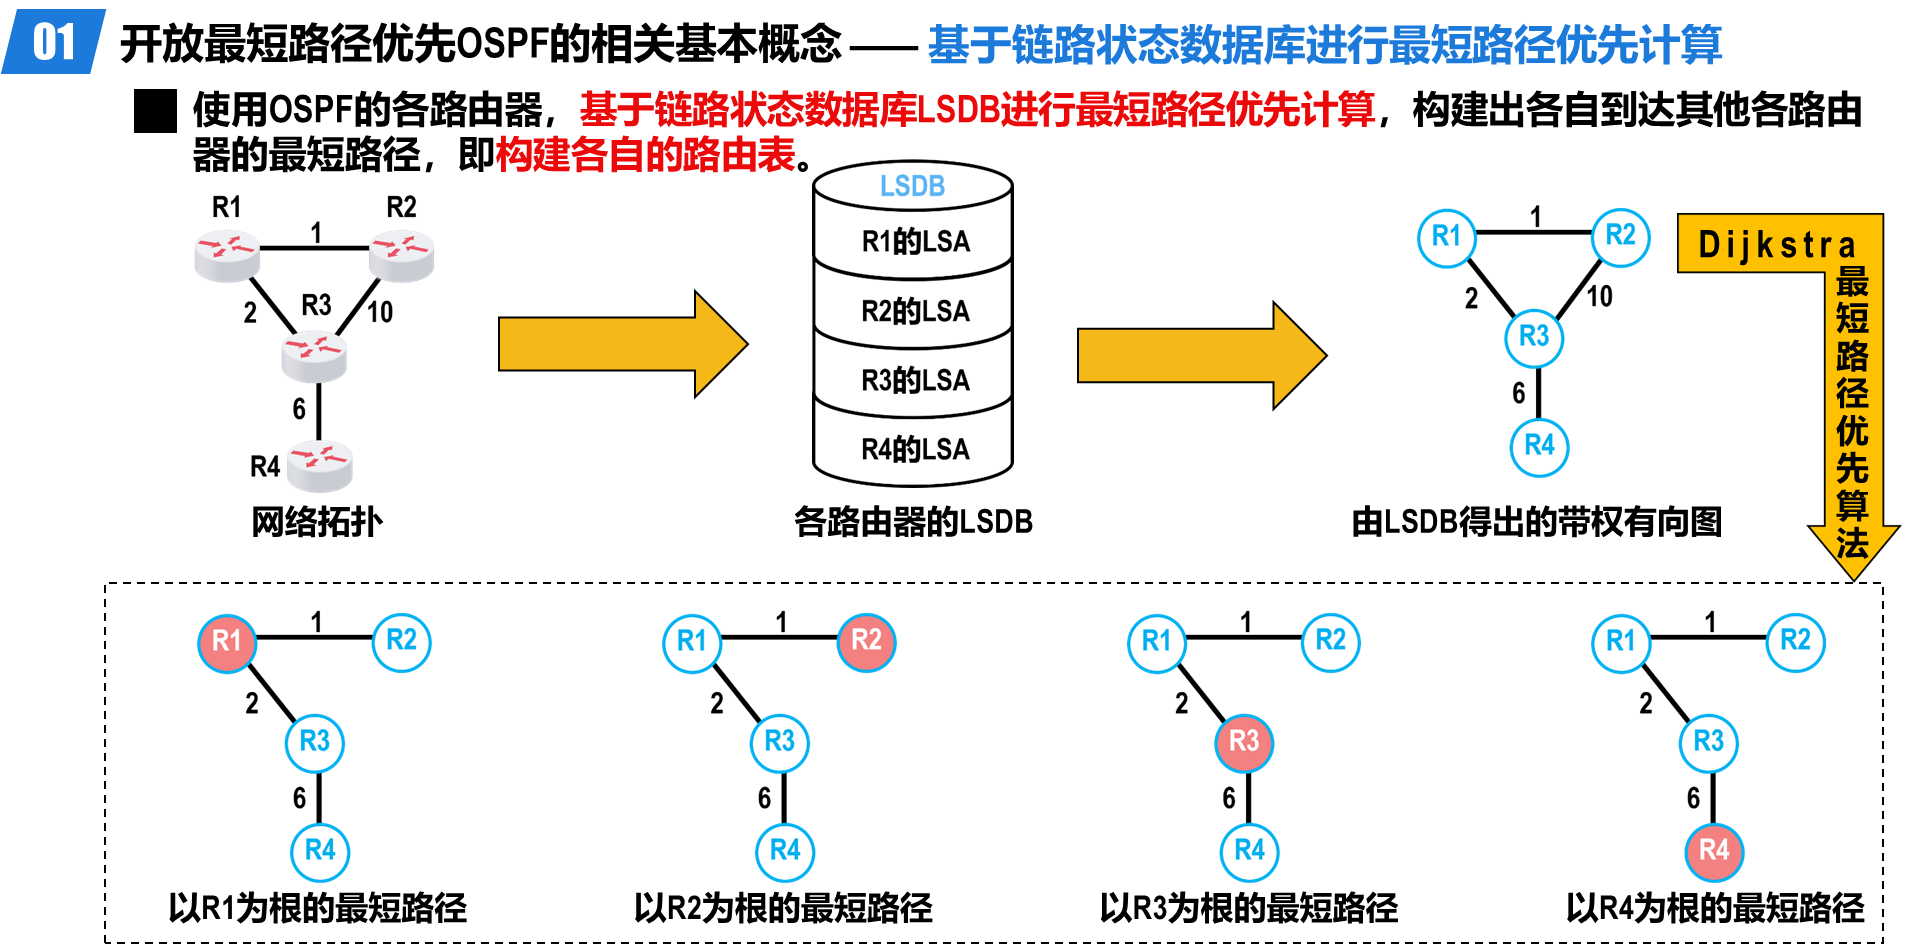 01
开放最短路径优先OSPF的相关基本概念 —— 基于链路状态数据库进行最短路径优先计算
使用OSPF的各路由器，基于链路状态数据库LSDB进行最短路径优先计算，构建出各自到达其他各路由
器的最短路径，即构建各自的路由表。
R1
R2
1
2
R3
10
6
R4
网络拓扑
LSDB
R1的LSA
R2的LSA
R3的LSA
R4的LSA
各路由器的LSDB
R1
1
R2
2
10
R3
6
R4
由LSDB得出的带权有向图
Dijkstra
最短路径优先算法
R1
1
R2
2
R3
6
R4
以R1为根的最短路径
R1
1
R2
2
R3
6
R4
以R2为根的最短路径
R1
1
R2
2
R3
6
R4
以R3为根的最短路径
R1
1
R2
2
R3
6
R4
以R4为根的最短路径